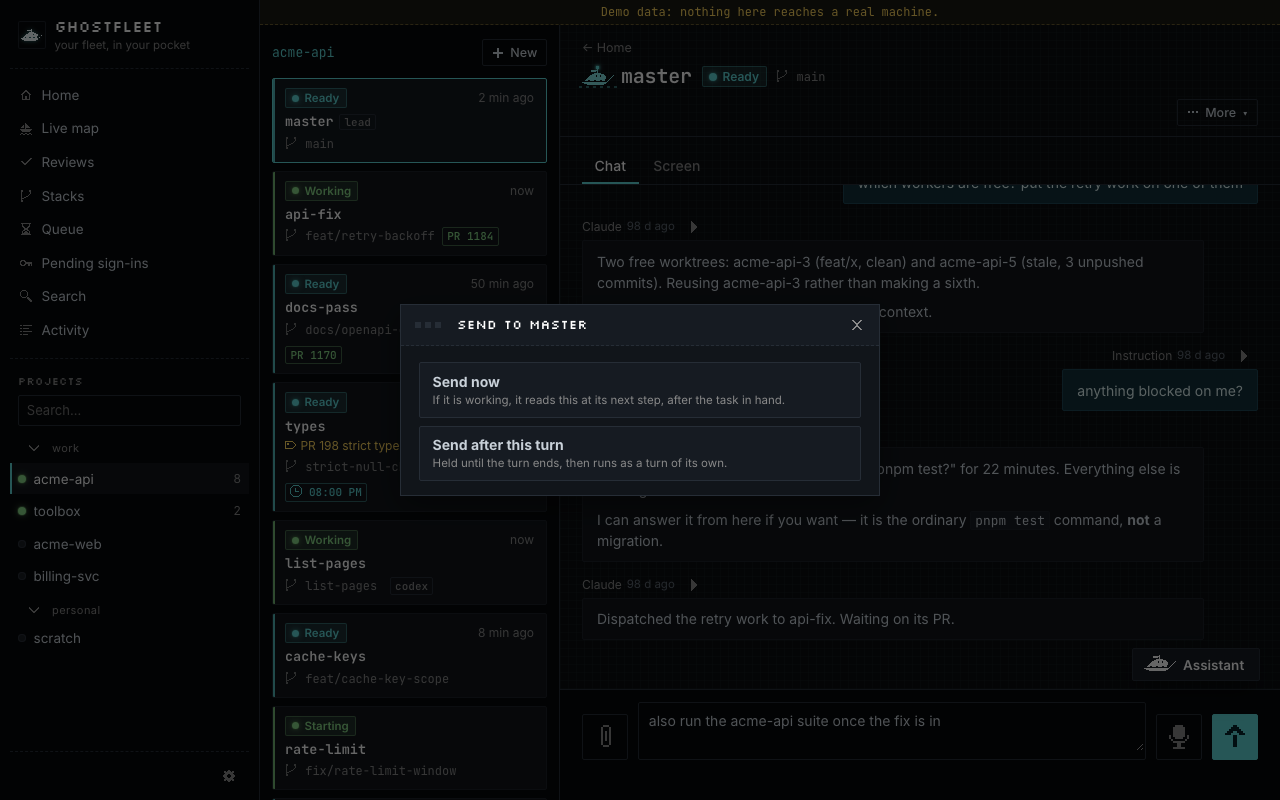 Demo data: nothing here reaches a real machine.
GHOSTFLEET
your fleet, in your pocket
Home
Live map
Reviews
Stacks
Queue
Pending sign-ins
Search
Activity
PROJECTS
Search...
work
acme-api 8
toolbox 2
acme-web
billing-svc
personal
scratch
acme-api
+ New
Ready 2 min ago
master lead
main
Working now
api-fix
feat/retry-backoff PR 1184
Ready 50 min ago
docs-pass
docs/openapi-
PR 1170
Ready
types
PR 198 strict type
strict-null-c
08:00 PM
Working now
list-pages
list-pages codex
Ready 8 min ago
cache-keys
feat/cache-key-scope
Starting
rate-limit
fix/rate-limit-window
← Home
master Ready main
··· More
Chat Screen
which workers are free? put the retry work on one of them
Claude 98 d ago
Two free worktrees: acme-api-3 (feat/x, clean) and acme-api-5 (stale, 3 unpushed
commits). Reusing acme-api-3 rather than making a sixth.
context.
Instruction 98 d ago
anything blocked on me?
pnpm test?" for 22 minutes. Everything else is
I can answer it from here if you want — it is the ordinary pnpm test command, not a
migration.
Claude 98 d ago
Dispatched the retry work to api-fix. Waiting on its PR.
Assistant
also run the acme-api suite once the fix is in
SEND TO MASTER
Send now
If it is working, it reads this at its next step, after the task in hand.
Send after this turn
Held until the turn ends, then runs as a turn of its own.